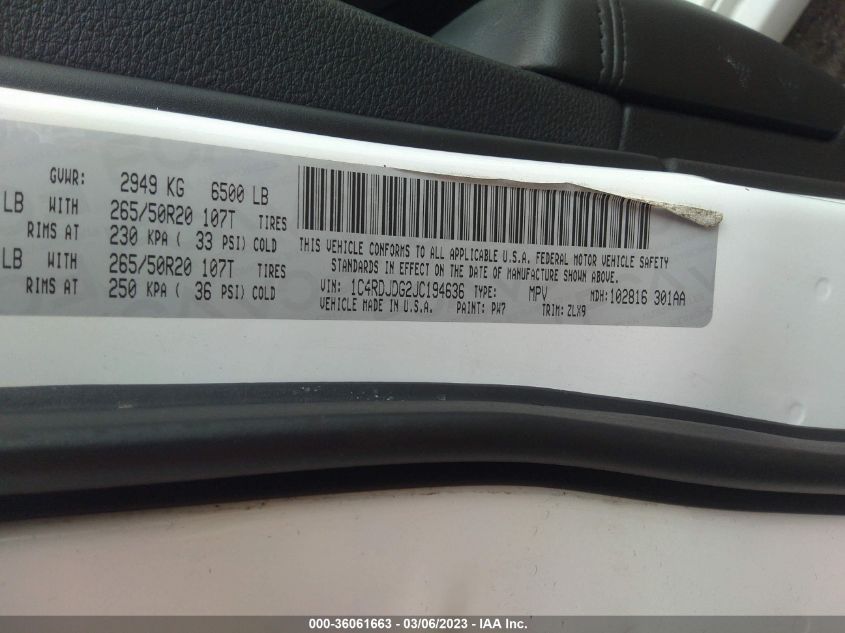 GVWR: 2949 KG 6500 LB
LB WITH 265/50R20 107T TIRES
RIMS AT 230 KPA ( 33 PSI) COLD
LB WITH 265/50R20 107T TIRES
RIMS AT 250 KPA ( 36 PSI) COLD
THIS VEHICLE CONFORMS TO ALL APPLICABLE U.S.A. FEDERAL MOTOR VEHICLE SAFETY
STANDARDS IN EFFECT ON THE DATE OF MANUFACTURE SHOWN ABOVE.
VIN: 1C4RDJDG2JC194636 TYPE: MPV MDH: 102816 301AA
VEHICLE MADE IN U.S.A. PAINT: PW7 TRIM: ZLX9
000-36061663 - 03/06/2023 - IAA Inc.